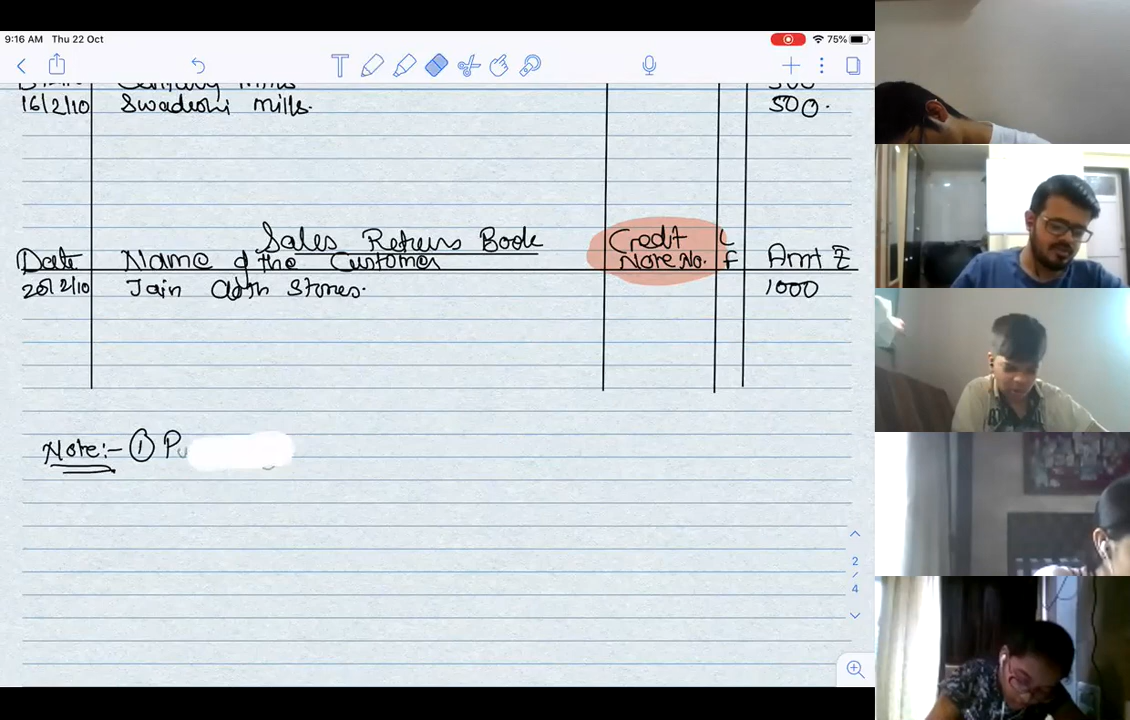 9:16 AM Thu 22 Oct
75%
T
16/2/10 Swadeshi mills. 500.
Sales Returns Book
Date Name of the Customer Credit Note No. L F Amt ₹
20/2/10 Jain Cloth Stores. 1000
Note:- ①
2
/
4